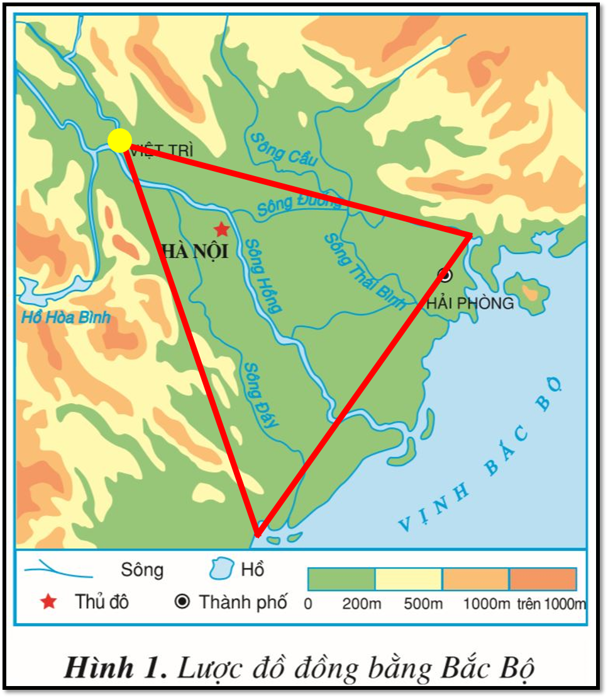 VIỆT TRÌ
Sông Cầu
Sông Đuống
HÀ NỘI
Sông Hồng
Sông Thái Bình
HẢI PHÒNG
Hồ Hòa Bình
Sông Đáy
VỊNH BẮC BỘ
Sông
Hồ
Thủ đô
Thành phố
0 200m 500m 1000m trên 1000m
Hình 1. Lược đồ đồng bằng Bắc Bộ